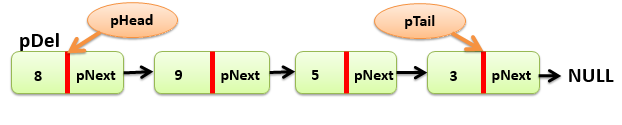 pHead
pTail
pDel
8 pNext 9 pNext 5 pNext 3 pNext NULL